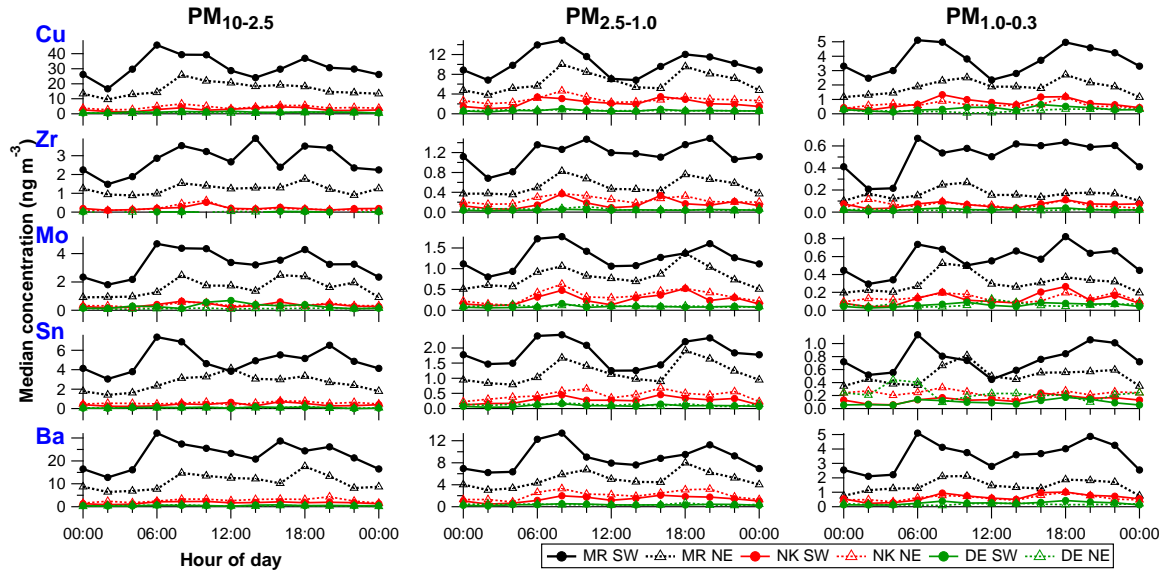 PM10-2.5 PM2.5-1.0 PM1.0-0.3
Median concentration (ng m-3)
Cu
40 30 20 10 0
12 8 4 0
5 4 3 2 1 0
Zr
3 2 1 0
1.2 0.8 0.4 0.0
0.6 0.4 0.2 0.0
Mo
4 2 0
1.5 1.0 0.5 0.0
0.8 0.6 0.4 0.2 0.0
Sn
6 4 2 0
2.0 1.5 1.0 0.5 0.0
1.0 0.8 0.6 0.4 0.2 0.0
Ba
20 10 0
12 8 4 0
5 4 3 2 1 0
00:00 06:00 12:00 18:00 00:00 00:00 06:00 12:00 18:00 00:00 00:00 06:00 12:00 18:00 00:00
Hour of day
MR SW MR NE NK SW NK NE DE SW DE NE